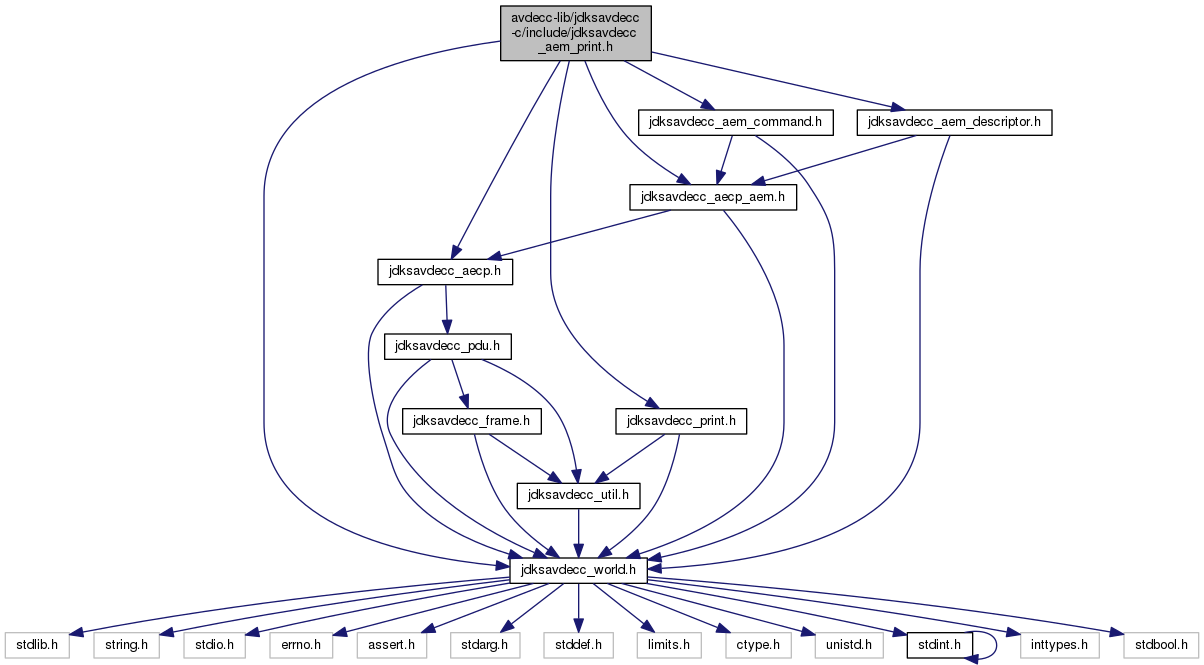 avdecc-lib/jdksavdecc
-c/include/jdksavdecc
_aem_print.h
jdksavdecc_aem_command.h
jdksavdecc_aem_descriptor.h
jdksavdecc_aecp_aem.h
jdksavdecc_aecp.h
jdksavdecc_pdu.h
jdksavdecc_frame.h
jdksavdecc_print.h
jdksavdecc_util.h
jdksavdecc_world.h
stdlib.h
string.h
stdio.h
errno.h
assert.h
stdarg.h
stddef.h
limits.h
ctype.h
unistd.h
stdint.h
inttypes.h
stdbool.h